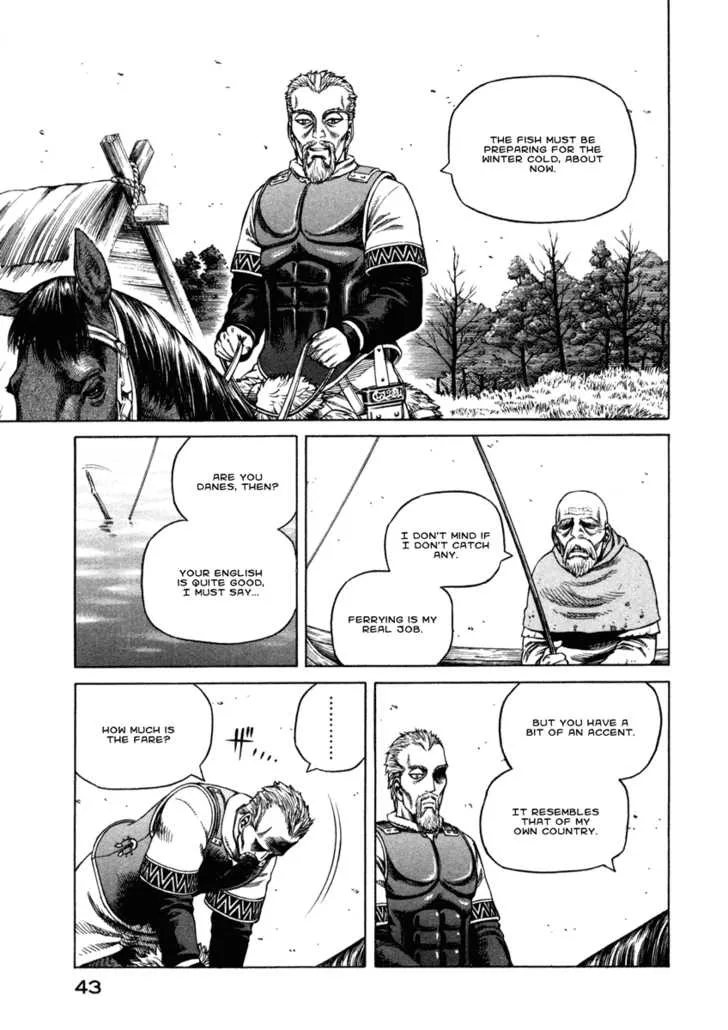 THE FISH MUST BE
PREPARING FOR THE
WINTER COLD, ABOUT
NOW.
I DON'T MIND IF
I DON'T CATCH
ANY.
FERRYING IS MY
REAL JOB.
ARE YOU
DANES, THEN?
YOUR ENGLISH
IS QUITE GOOD,
I MUST SAY...
BUT YOU HAVE A
BIT OF AN ACCENT.
IT RESEMBLES
THAT OF MY
OWN COUNTRY.
.........
ザ....
HOW MUCH IS
THE FARE?
43